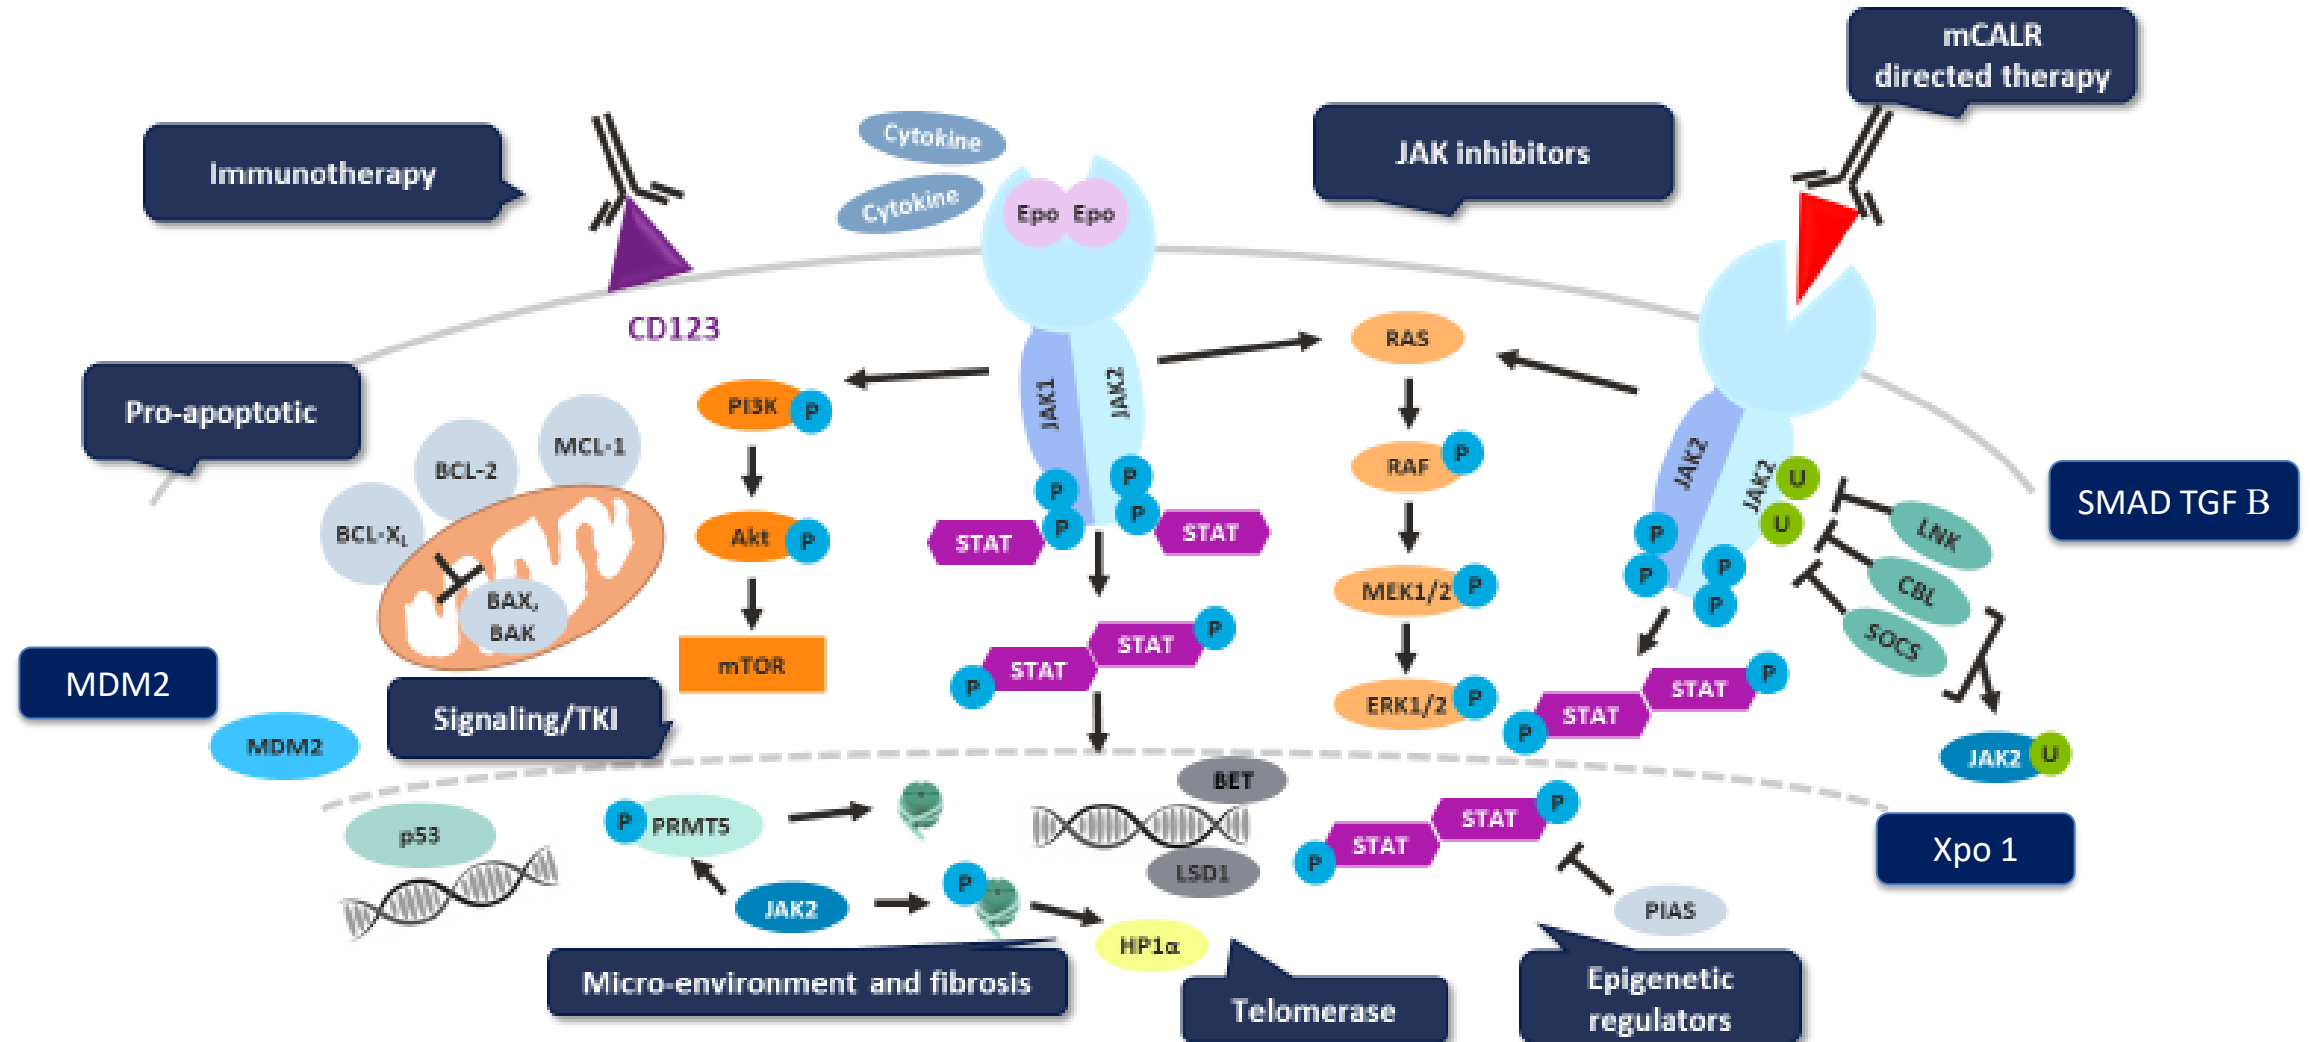 mCALR
directed therapy
Immunotherapy
Cytokine
Cytokine
Epo Epo
JAK inhibitors
CD123
Pro-apoptotic
RAS
PI3K
P
JAK1
JAK2
MCL-1
BCL-2
BCL-XL
RAF
P
JAK2
JAK2
U
U
SMAD TGF B
P
P
P
P
STAT
STAT
Akt
P
LNK
CBL
SOCS
P
P
P
P
BAX,
BAK
MEK1/2
P
mTOR
STAT
P
STAT
P
MDM2
MDM2
Signaling/TKI
ERK1/2
P
STAT
P
STAT
P
JAK2
U
BET
p53
P
PRMT5
STAT
P
STAT
P
Xpo 1
LSD1
P
JAK2
HP1α
PIAS
Micro-environment and fibrosis
Telomerase
Epigenetic
regulators